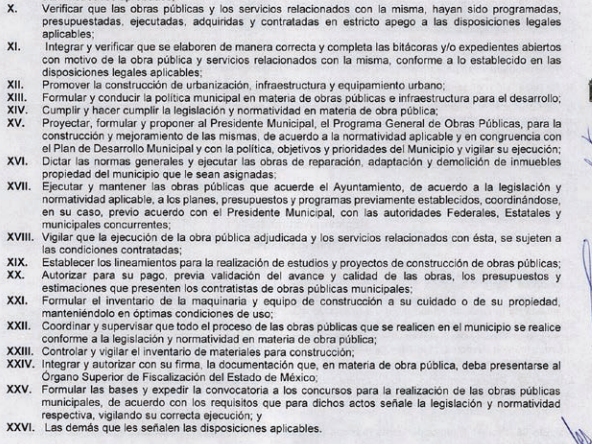 X. Verificar que las obras públicas y los servicios relacionados con la misma, hayan sido programadas,
presupuestadas, ejecutadas, adquiridas y contratadas en estricto apego a las disposiciones legales
aplicables;
XI. Integrar y verificar que se elaboren de manera correcta y completa las bitácoras y/o expedientes abiertos
con motivo de la obra pública y servicios relacionados con la misma, conforme a lo establecido en las
disposiciones legales aplicables;
XII. Promover la construcción de urbanización, infraestructura y equipamiento urbano;
XIII. Formular y conducir la política municipal en materia de obras públicas e infraestructura para el desarrollo;
XIV. Cumplir y hacer cumplir la legislación y normatividad en materia de obra pública;
XV. Proyectar, formular y proponer al Presidente Municipal, el Programa General de Obras Públicas, para la
construcción y mejoramiento de las mismas, de acuerdo a la normatividad aplicable y en congruencia con
el Plan de Desarrollo Municipal y con la política, objetivos y prioridades del Municipio y vigilar su ejecución;
XVI. Dictar las normas generales y ejecutar las obras de reparación, adaptación y demolición de inmuebles
propiedad del municipio que le sean asignadas;
XVII. Ejecutar y mantener las obras públicas que acuerde el Ayuntamiento, de acuerdo a la legislación y
normatividad aplicable, a los planes, presupuestos y programas previamente establecidos, coordinándose,
en su caso, previo acuerdo con el Presidente Municipal, con las autoridades Federales, Estatales y
municipales concurrentes;
XVIII. Vigilar que la ejecución de la obra pública adjudicada y los servicios relacionados con ésta, se sujeten a
las condiciones contratadas;
XIX. Establecer los lineamientos para la realización de estudios y proyectos de construcción de obras públicas;
XX. Autorizar para su pago, previa validación del avance y calidad de las obras, los presupuestos y
estimaciones que presenten los contratistas de obras públicas municipales;
XXI. Formular el inventario de la maquinaria y equipo de construcción a su cuidado o de su propiedad,
manteniéndolo en óptimas condiciones de uso;
XXII. Coordinar y supervisar que todo el proceso de las obras públicas que se realicen en el municipio se realice
conforme a la legislación y normatividad en materia de obra pública;
XXIII. Controlar y vigilar el inventario de materiales para construcción;
XXIV. Integrar y autorizar con su firma, la documentación que, en materia de obra pública, deba presentarse al
Órgano Superior de Fiscalización del Estado de México;
XXV. Formular las bases y expedir la convocatoria a los concursos para la realización de las obras públicas
municipales, de acuerdo con los requisitos que para dichos actos señale la legislación y normatividad
respectiva, vigilando su correcta ejecución; y
XXVI. Las demás que les señalen las disposiciones aplicables.